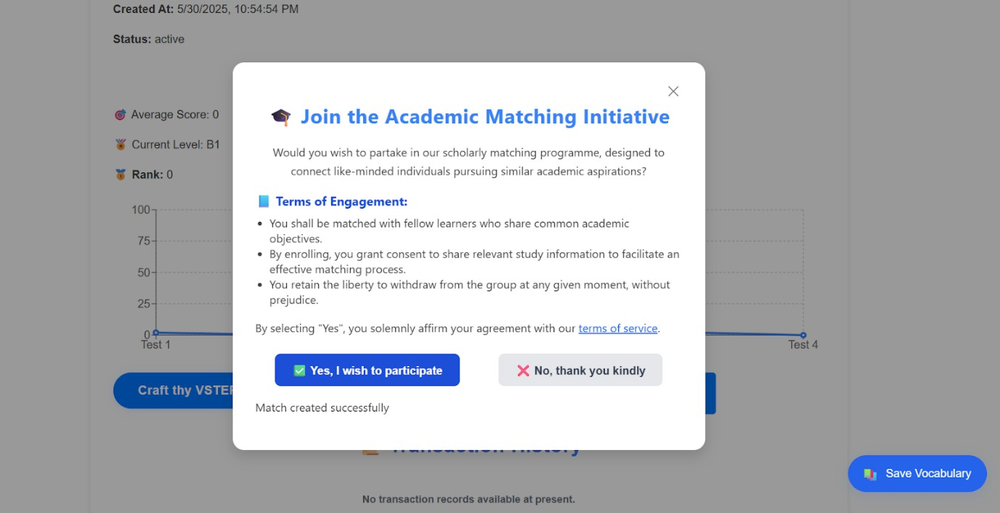 Created At: 5/30/2025, 10:54:54 PM
Status: active
Average Score: 0
Current Level: B1
Rank: 0
Join the Academic Matching Initiative
Would you wish to partake in our scholarly matching programme, designed to
connect like-minded individuals pursuing similar academic aspirations?
Terms of Engagement:
• You shall be matched with fellow learners who share common academic
objectives.
• By enrolling, you grant consent to share relevant study information to facilitate an
effective matching process.
• You retain the liberty to withdraw from the group at any given moment, without
prejudice.
By selecting "Yes", you solemnly affirm your agreement with our terms of service.
Yes, I wish to participate
No, thank you kindly
Match created successfully
100
75
50
25
0
Test 1
Test 4
Craft thy VSTEP
Transaction History
No transaction records available at present.
Save Vocabulary